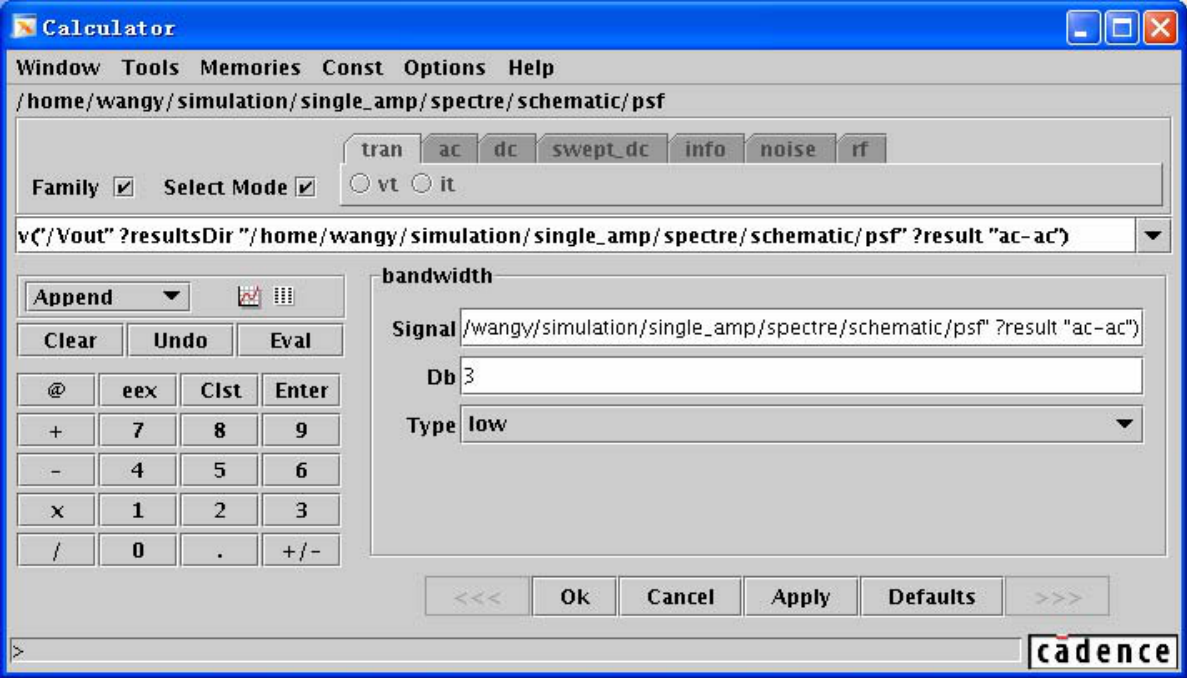 Calculator
Window Tools Memories Const Options Help
/home/wangy/simulation/single_amp/spectre/schematic/psf
tran ac dc swept_dc info noise rf
Family Select Mode vt it
v("/Vout" ?resultsDir "/home/wangy/simulation/single_amp/spectre/schematic/psf" ?result "ac-ac")
Append
Clear Undo Eval
@ eex Clst Enter
+ 7 8 9
- 4 5 6
x 1 2 3
/ 0 . +/-
bandwidth
Signal /wangy/simulation/single_amp/spectre/schematic/psf" ?result "ac-ac")
Db 3
Type low
<<< Ok Cancel Apply Defaults >>>
>
cādence